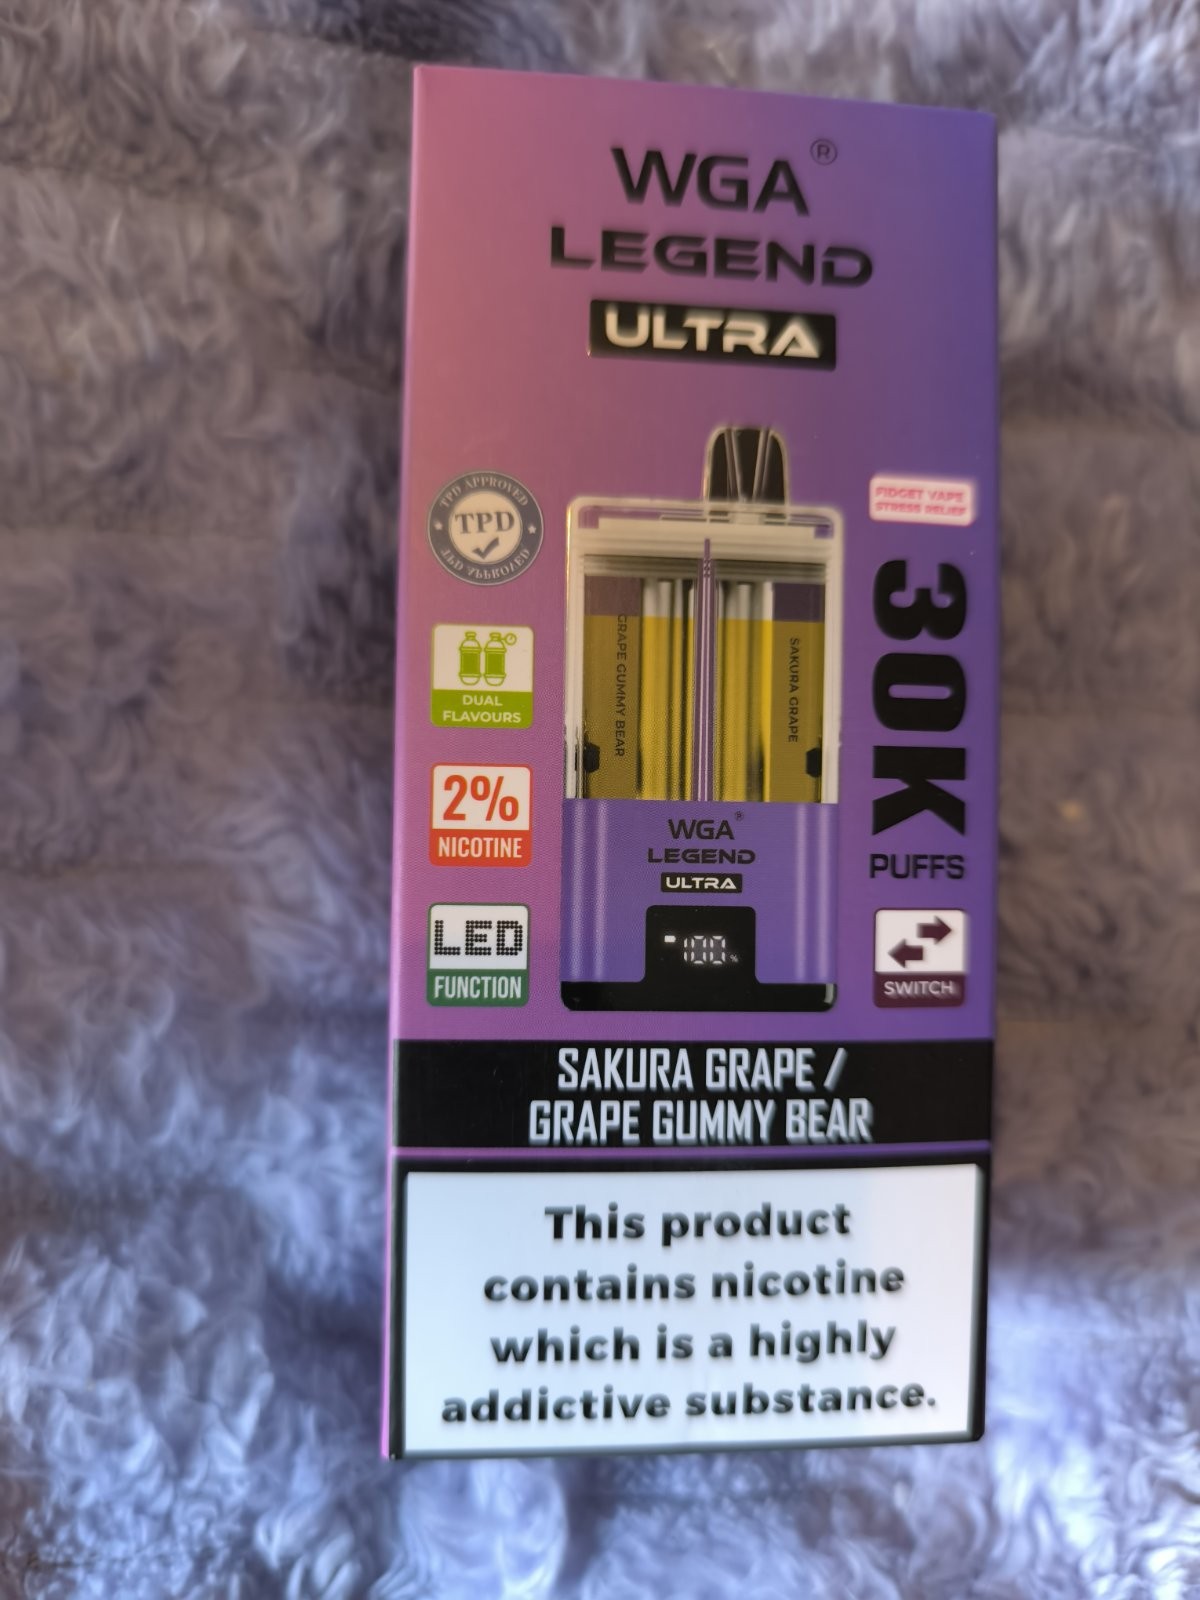 WGA®
LEGEND
ULTRA
TPD APPROVED
TPD
TPD APPROVED
DUAL
FLAVOURS
2%
NICOTINE
LED
FUNCTION
GRAPE GUMMY BEAR
SAKURA GRAPE
WGA®
LEGEND
ULTRA
100%
FIDGET VAPE
STRESS RELIEF
30K
PUFFS
SWITCH
SAKURA GRAPE /
GRAPE GUMMY BEAR
This product
contains nicotine
which is a highly
addictive substance.